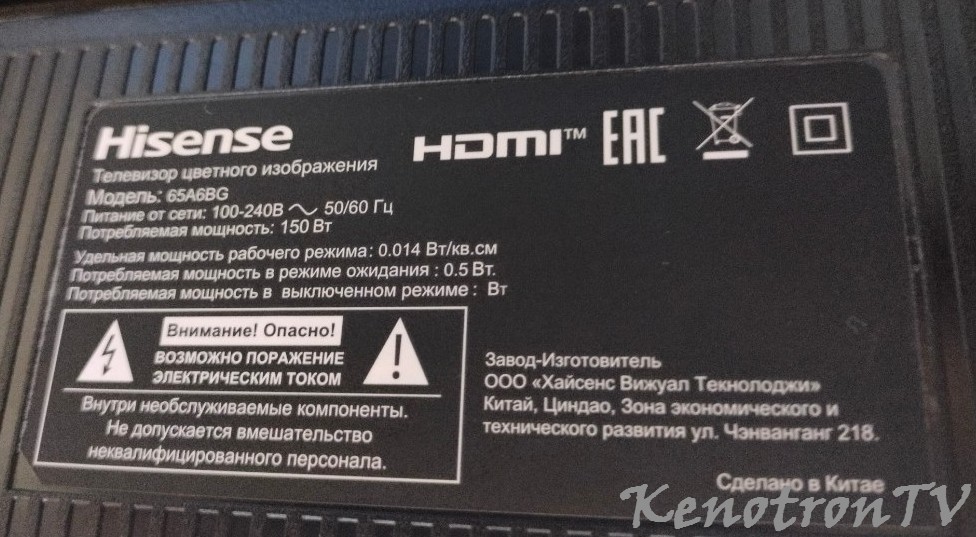 Hisense
HDMI™ EAC
Телевизор цветного изображения
Модель: 65A6BG
Питание от сети: 100-240В 50/60 Гц
Потребляемая мощность: 150 Вт
Удельная мощность рабочего режима: 0.014 Вт/кв.см
Потребляемая мощность в режиме ожидания : 0.5 Вт.
Потребляемая мощность в выключенном режиме : Вт
Внимание! Опасно!
ВОЗМОЖНО ПОРАЖЕНИЕ
ЭЛЕКТРИЧЕСКИМ ТОКОМ
Внутри необслуживаемые компоненты.
Не допускается вмешательство
неквалифицированного персонала.
Завод-Изготовитель
ООО «Хайсенс Вижуал Текнолоджи»
Китай, Циндао, Зона экономического и
технического развития ул. Чэнванганг 218.
Сделано в Китае
KenotronTV